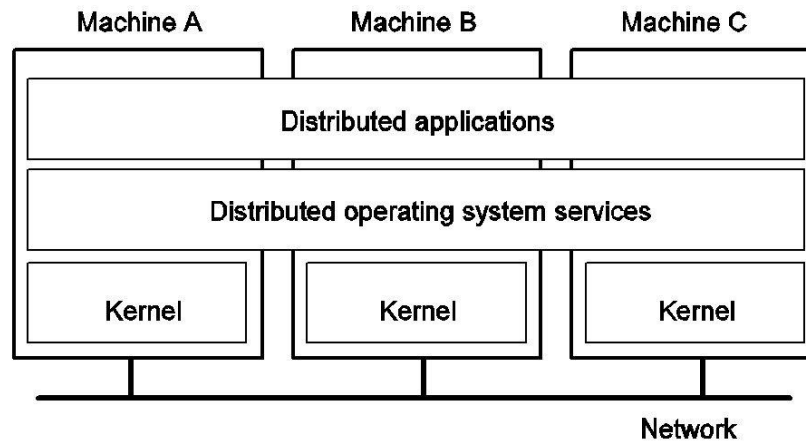 Machine A Machine B Machine C
Distributed applications
Distributed operating system services
Kernel Kernel Kernel
Network